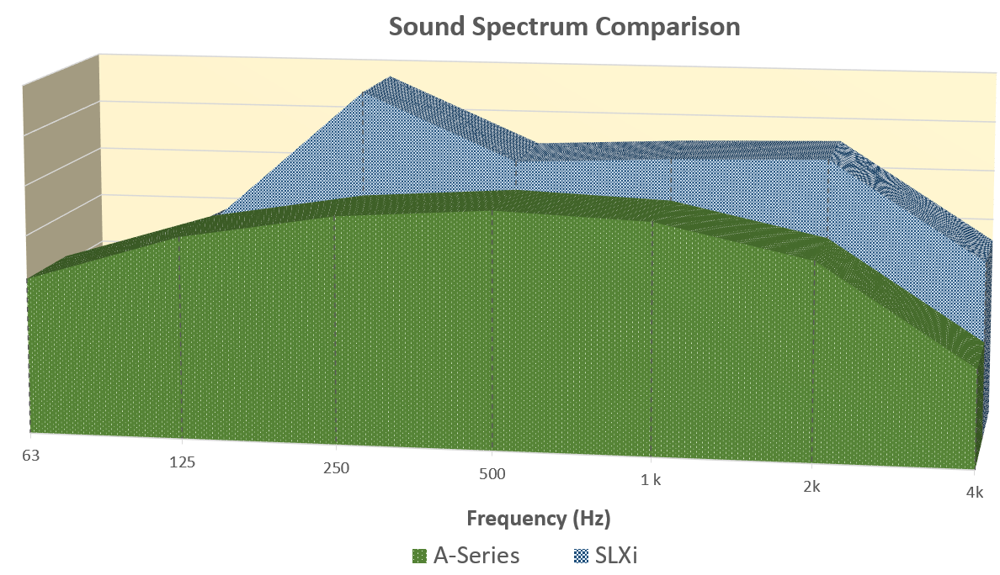 Sound Spectrum Comparison
63
125
250
500
1 k
2k
4k
Frequency (Hz)
A-Series SLXi